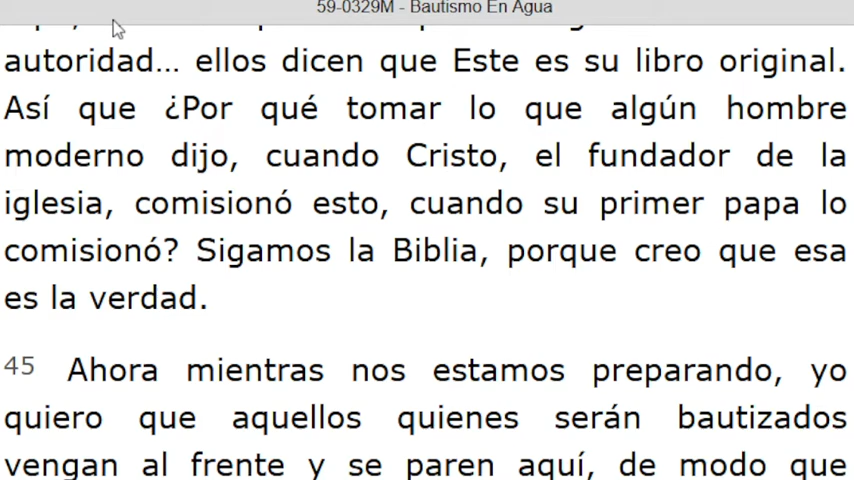 59-0329M - Bautismo En Agua
autoridad... ellos dicen que Este es su libro original.
Así que ¿Por qué tomar lo que algún hombre
moderno dijo, cuando Cristo, el fundador de la
iglesia, comisionó esto, cuando su primer papa lo
comisionó? Sigamos la Biblia, porque creo que esa
es la verdad.
45 Ahora mientras nos estamos preparando, yo
quiero que aquellos quienes serán bautizados
vengan al frente y se paren aquí, de modo que